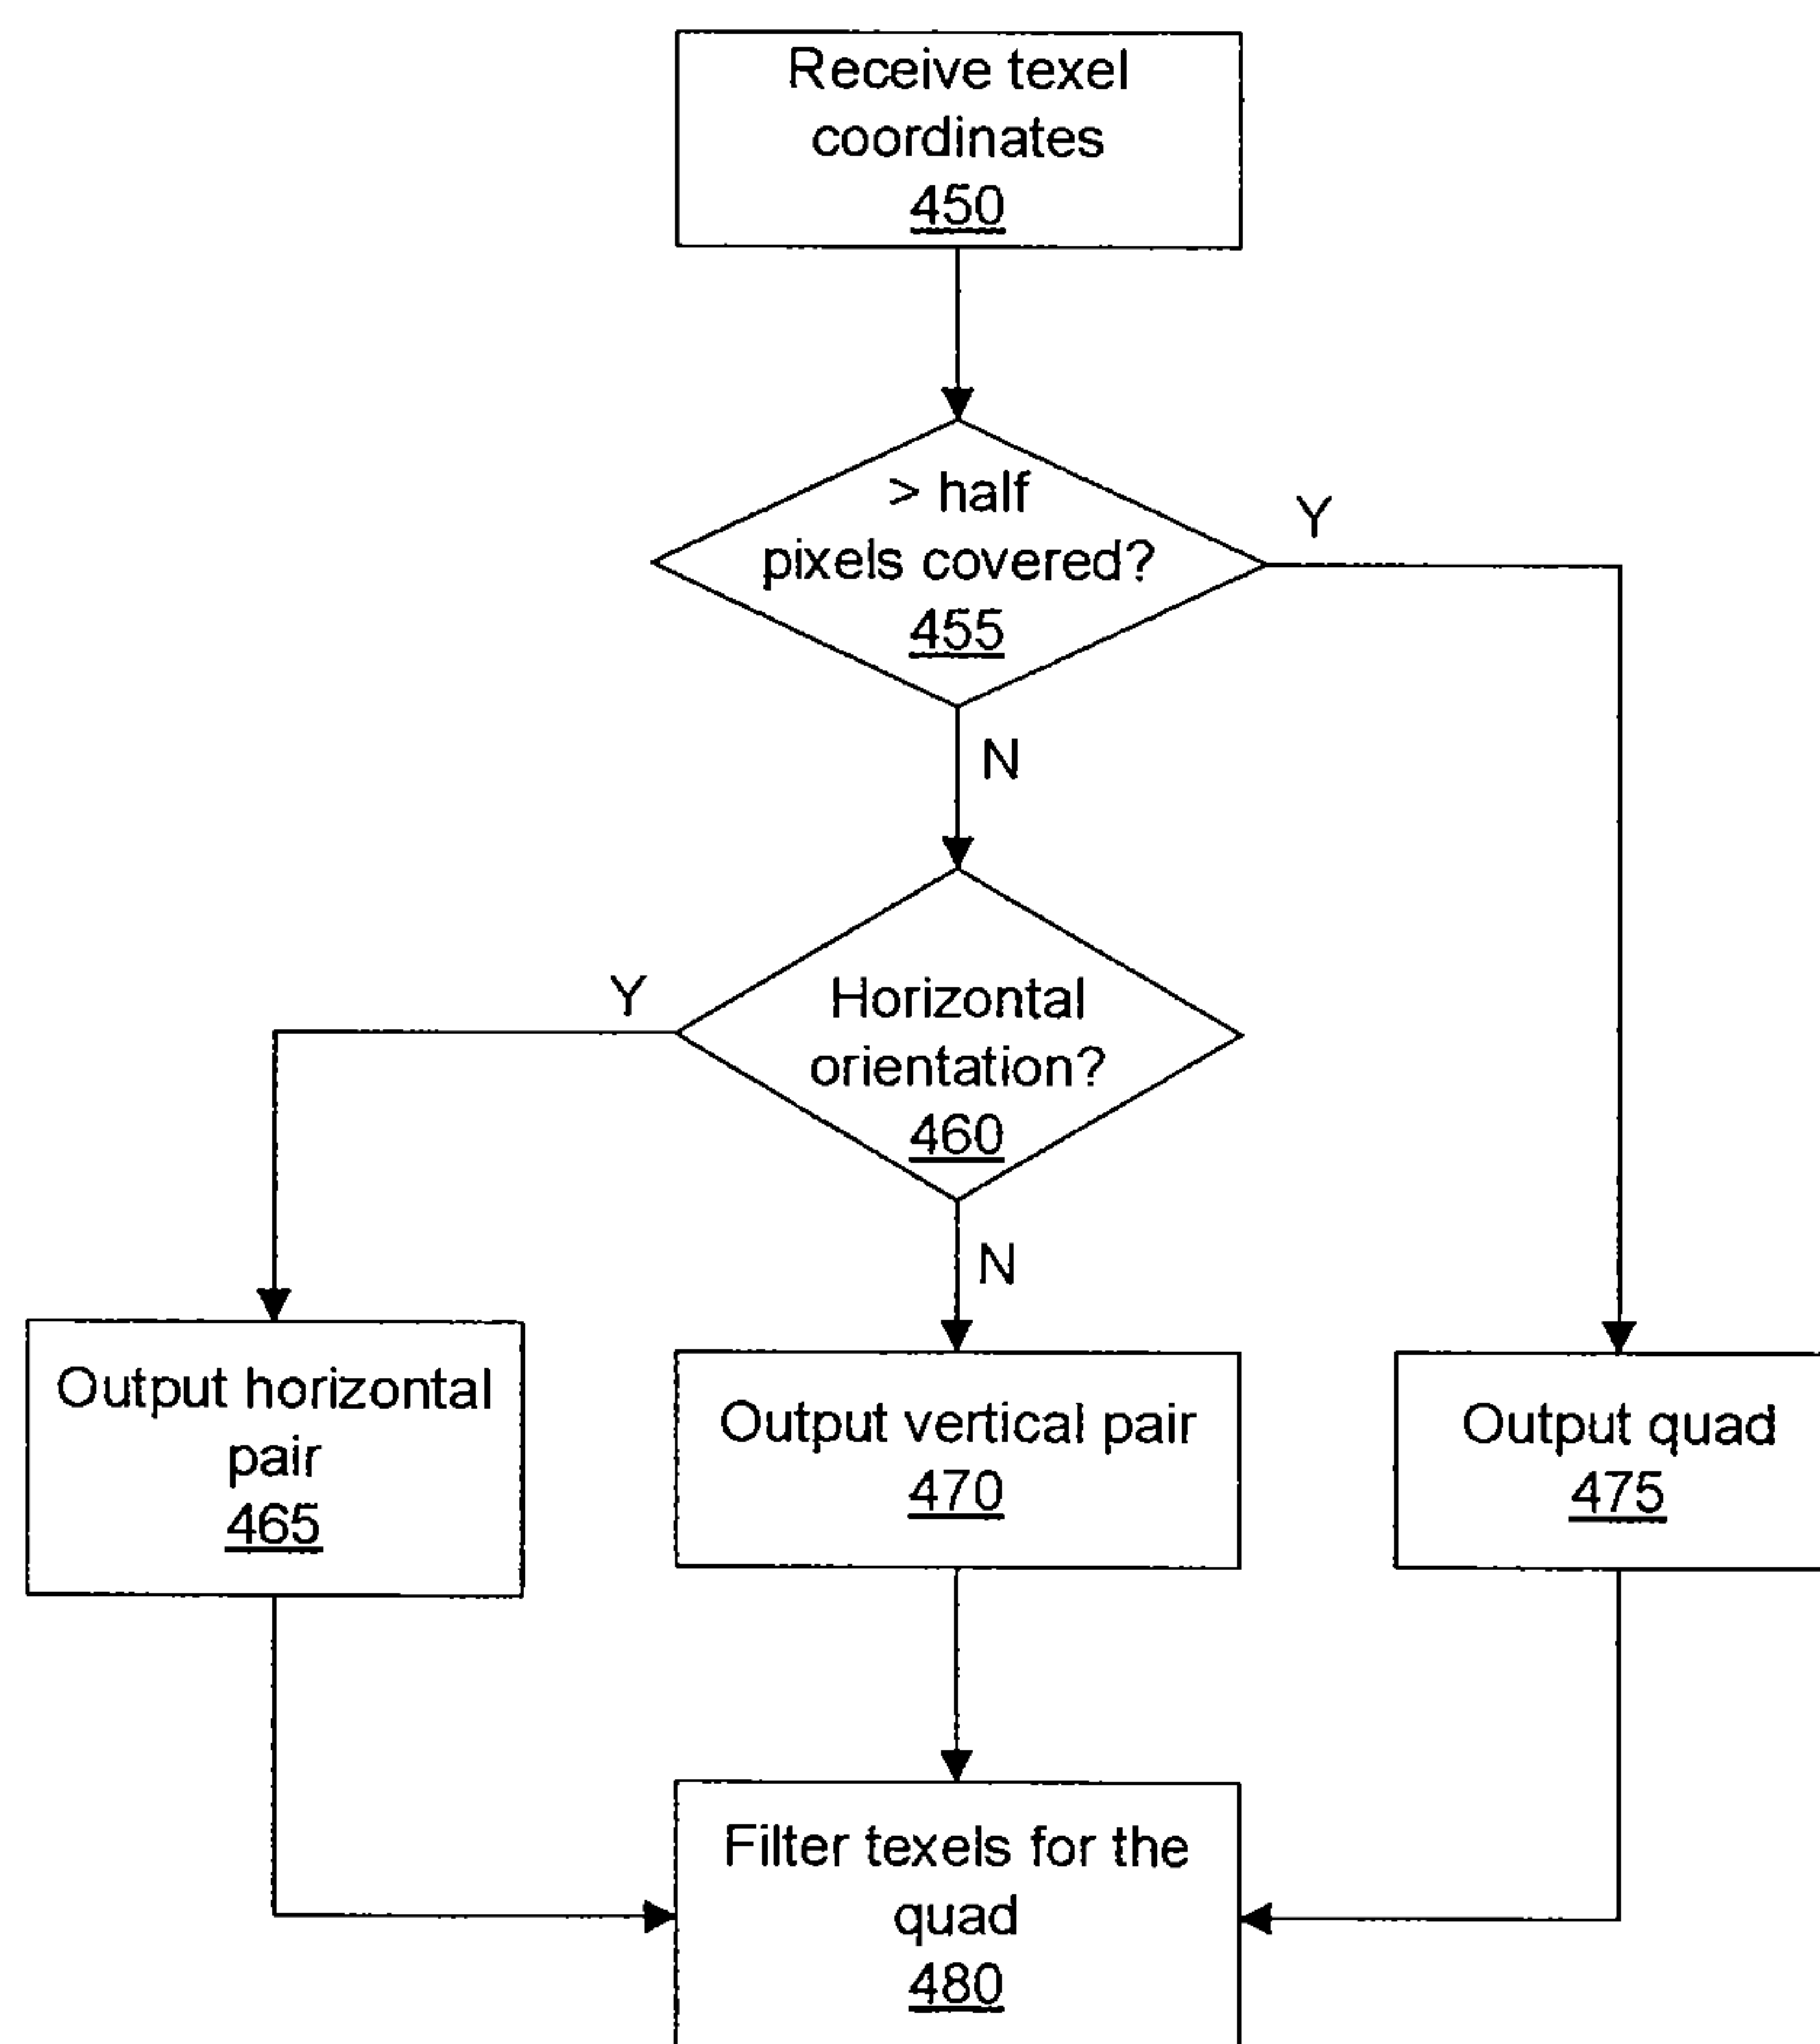 Receive texel
coordinates
450
> half
pixels covered?
455
Y
N
Horizontal
orientation?
460
Y
N
Output horizontal
pair
465
Output vertical pair
470
Output quad
475
Filter texels for the
quad
480